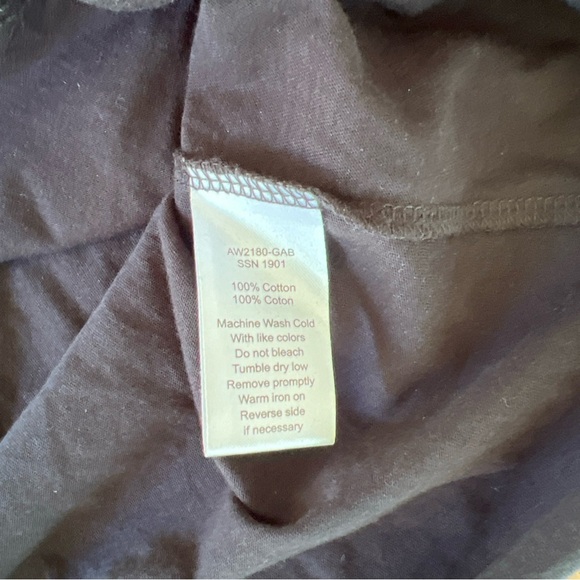 AW2180-GAB
SSN 1901
100% Cotton
100% Coton
Machine Wash Cold
With like colors
Do not bleach
Tumble dry low
Remove promptly
Warm iron on
Reverse side
if necessary